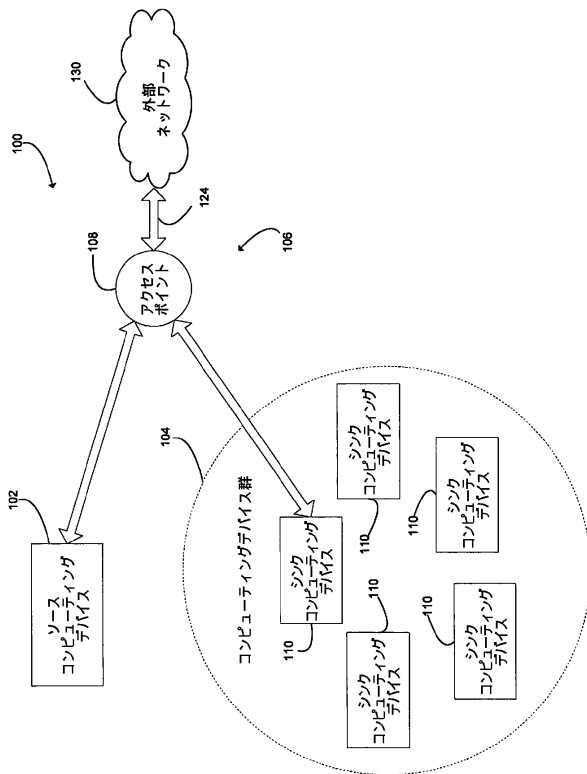 100
102
ソース
コンピューティング
デバイス
108
アクセス
ポイント
124
130
外部
ネットワーク
106
104
コンピューティングデバイス群
シンク
コンピューティング
デバイス
110
シンク
コンピューティング
デバイス
110
シンク
コンピューティング
デバイス
110
シンク
コンピューティング
デバイス
110
シンク
コンピューティング
デバイス
110